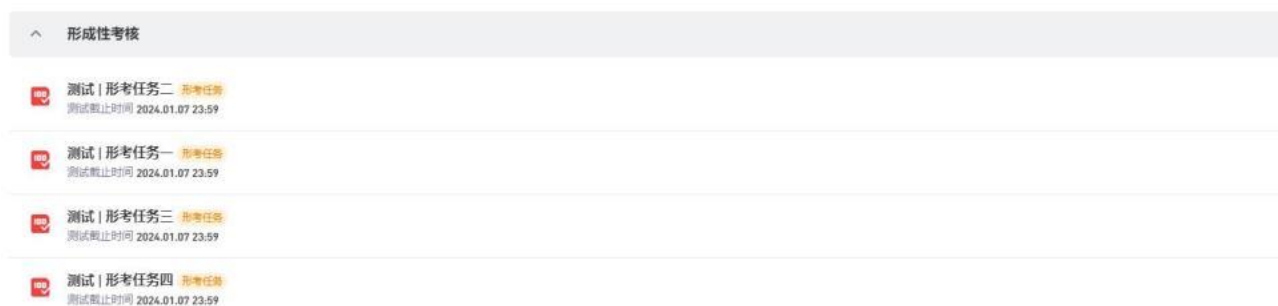 形成性考核
测试 | 形考任务二 形考任务
测试截止时间 2024.01.07 23:59
测试 | 形考任务一 形考任务
测试截止时间 2024.01.07 23:59
测试 | 形考任务三 形考任务
测试截止时间 2024.01.07 23:59
测试 | 形考任务四 形考任务
测试截止时间 2024.01.07 23:59